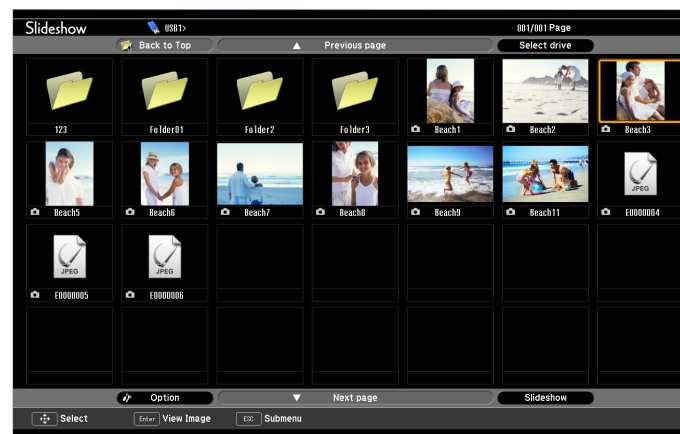 Slideshow USB1> 001/001 Page
Back to Top ▲ Previous page Select drive
123 Folder01 Folder2 Folder3 Beach1 Beach2 Beach3
Beach5 Beach6 Beach7 Beach8 Beach9 Beach11 JPEG E0000004
JPEG E0000005 JPEG E0000006
Option ▼ Next page Slideshow
Select Enter View Image ESC Submenu